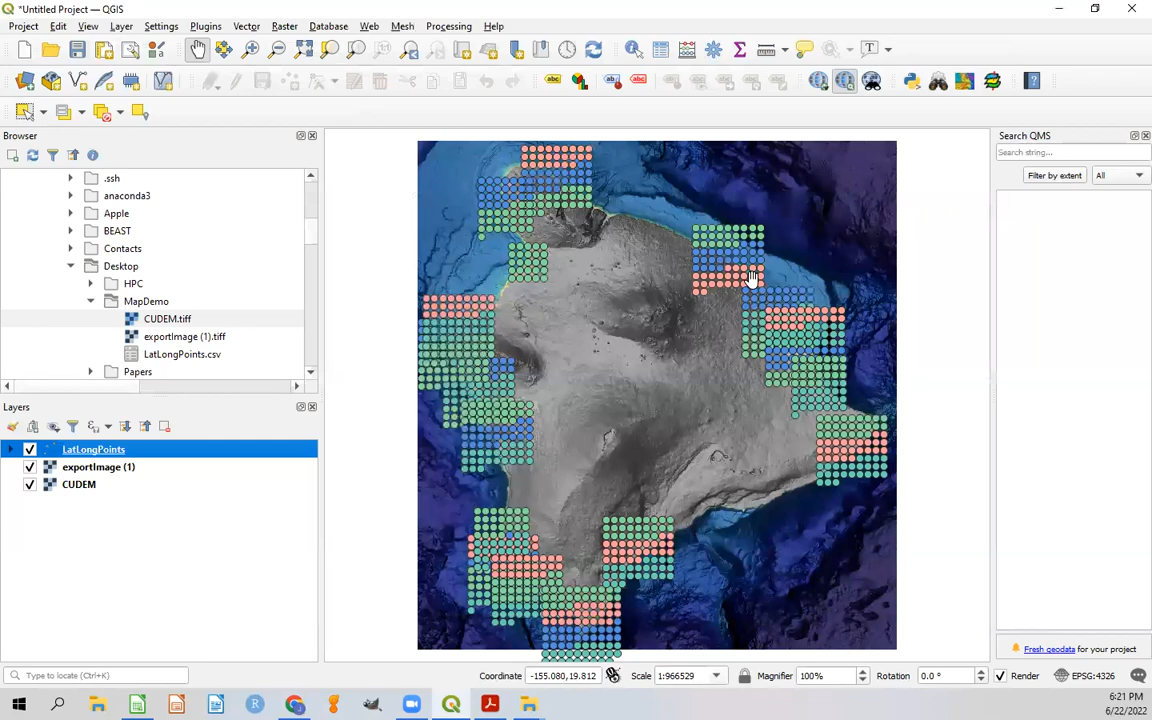 *Untitled Project — QGIS
Project Edit View Layer Settings Plugins Vector Raster Database Web Mesh Processing Help
Browser
.ssh
anaconda3
Apple
BEAST
Contacts
Desktop
HPC
MapDemo
CUDEM.tiff
exportImage (1).tiff
LatLongPoints.csv
Papers
Layers
LatLongPoints
exportImage (1)
CUDEM
Search QMS
Search string...
Filter by extent All
Fresh geodata for your project
Type to locate (Ctrl+K)
Coordinate -155.080,19.812 Scale 1:966529 Magnifier 100% Rotation 0.0 ° Render EPSG:4326
6:21 PM
6/22/2022